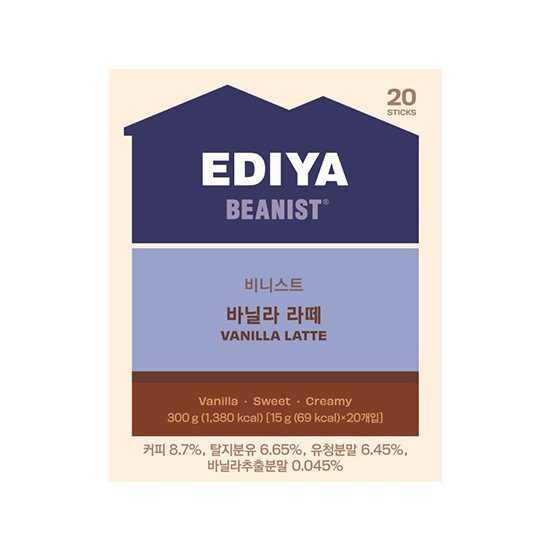 20
STICKS
EDIYA
BEANIST®
비니스트
바닐라 라떼
VANILLA LATTE
Vanilla · Sweet · Creamy
300 g (1,380 kcal) [15 g (69 kcal)×20개입]
커피 8.7%, 탈지분유 6.65%, 유청분말 6.45%,
바닐라추출분말 0.045%